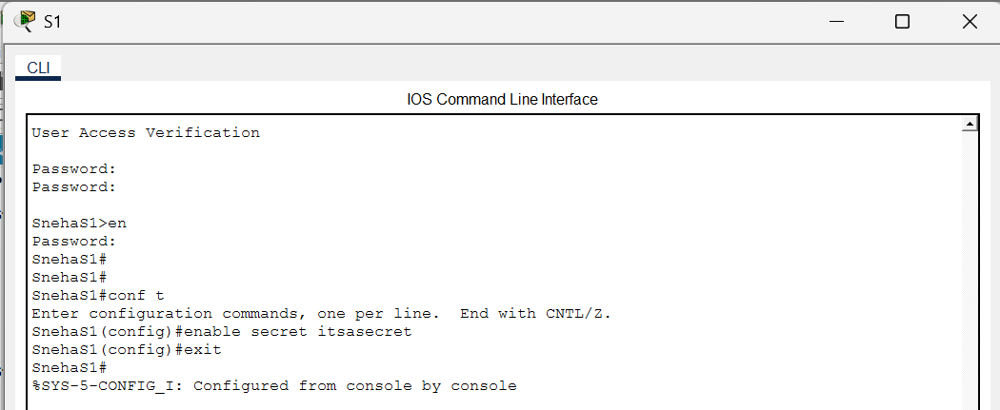 S1
CLI
IOS Command Line Interface
User Access Verification
Password:
Password:
SnehaS1>en
Password:
SnehaS1#
SnehaS1#
SnehaS1#conf t
Enter configuration commands, one per line.  End with CNTL/Z.
SnehaS1(config)#enable secret itsasecret
SnehaS1(config)#exit
SnehaS1#
%SYS-5-CONFIG_I: Configured from console by console